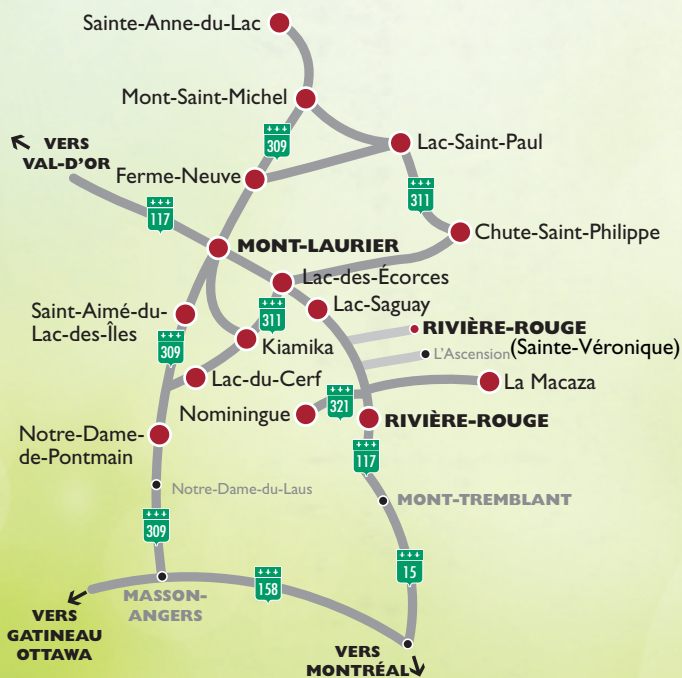 Sainte-Anne-du-Lac
Mont-Saint-Michel
VERS
VAL-D'OR
309
Lac-Saint-Paul
Ferme-Neuve
117
311
MONT-LAURIER
Chute-Saint-Philippe
Lac-des-Écorces
Saint-Aimé-du-
Lac-des-Îles
311
Lac-Saguay
RIVIÈRE-ROUGE
(Sainte-Véronique)
309
Kiamika
L'Ascension
Lac-du-Cerf
La Macaza
321
Nominingue
RIVIÈRE-ROUGE
Notre-Dame-
de-Pontmain
117
Notre-Dame-du-Laus
MONT-TREMBLANT
309
15
MASSON-
ANGERS
158
VERS
GATINEAU
OTTAWA
VERS
MONTRÉAL